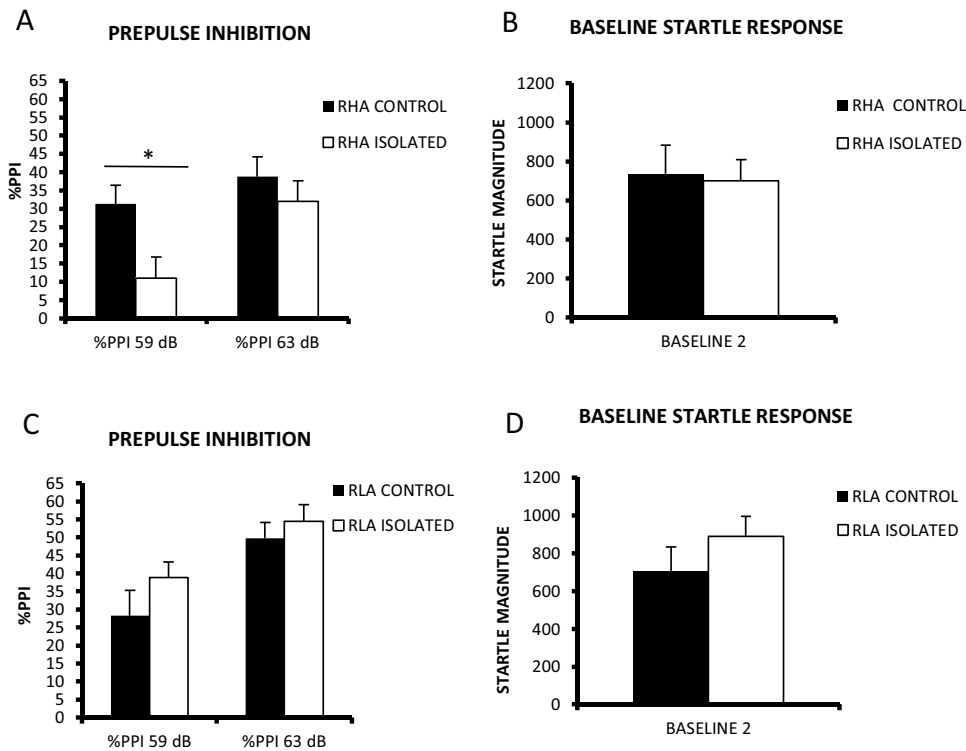 A
PREPULSE INHIBITION
%PPI
65
60
55
50
45
40
35
30
25
20
15
10
5
0
*
RHA CONTROL
RHA ISOLATED
%PPI 59 dB
%PPI 63 dB
B
BASELINE STARTLE RESPONSE
STARTLE MAGNITUDE
1200
1000
800
600
400
200
0
RHA CONTROL
RHA ISOLATED
BASELINE 2
C
PREPULSE INHIBITION
%PPI
65
60
55
50
45
40
35
30
25
20
15
10
5
0
RLA CONTROL
RLA ISOLATED
%PPI 59 dB
%PPI 63 dB
D
BASELINE STARTLE RESPONSE
STARTLE MAGNITUDE
1200
1000
800
600
400
200
0
RLA CONTROL
RLA ISOLATED
BASELINE 2